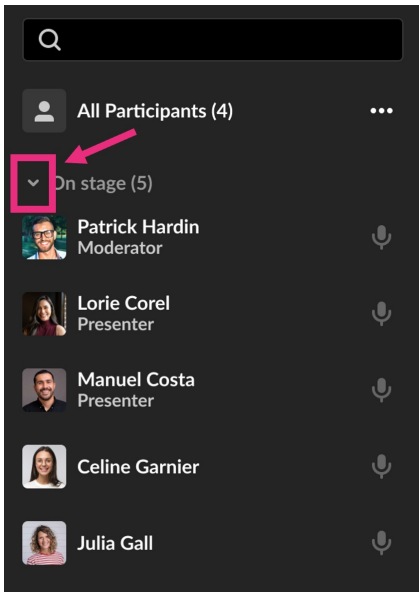 All Participants (4)
On stage (5)
Patrick Hardin
Moderator
Lorie Corel
Presenter
Manuel Costa
Presenter
Celine Garnier
Julia Gall